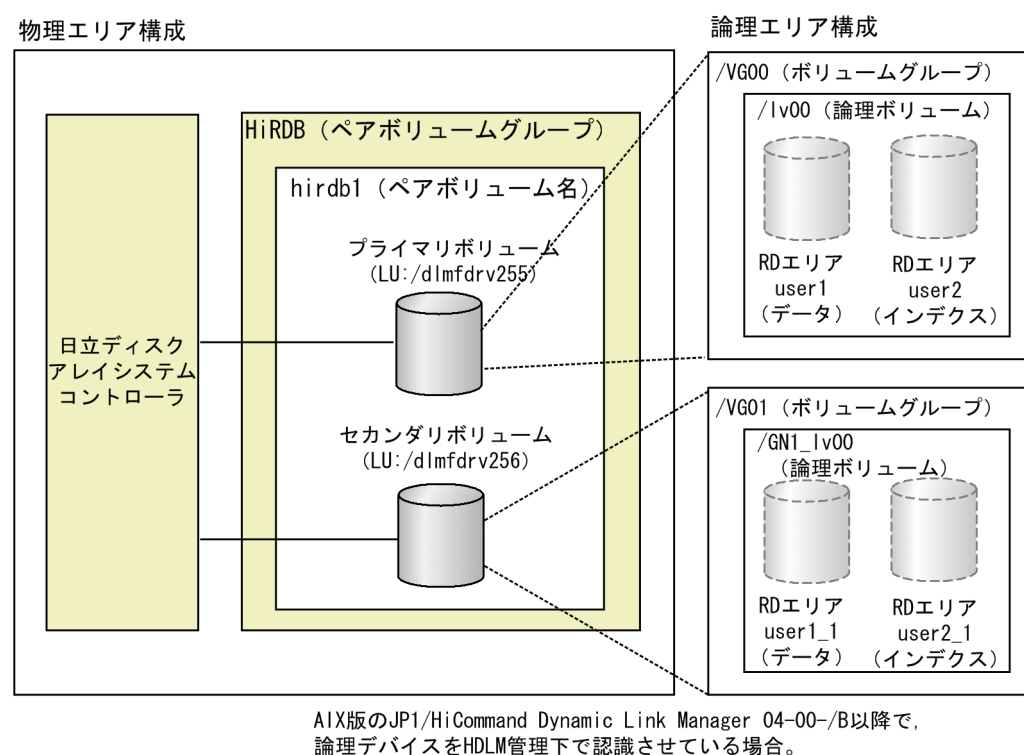 物理エリア構成
日立ディスク
アレイシステム
コントローラ
HiRDB（ペアボリュームグループ）
hirdb1（ペアボリューム名）
プライマリボリューム
（LU:/dlmfdrv255）
セカンダリボリューム
（LU:/dlmfdrv256）
論理エリア構成
/VG00（ボリュームグループ）
/lv00（論理ボリューム）
RDエリア
user1
（データ）
RDエリア
user2
（インデクス）
/VG01（ボリュームグループ）
/GN1_lv00
（論理ボリューム）
RDエリア
user1_1
（データ）
RDエリア
user2_1
（インデクス）
AIX版のJP1/HiCommand Dynamic Link Manager 04-00-/B以降で，
論理デバイスをHDLM管理下で認識させている場合。